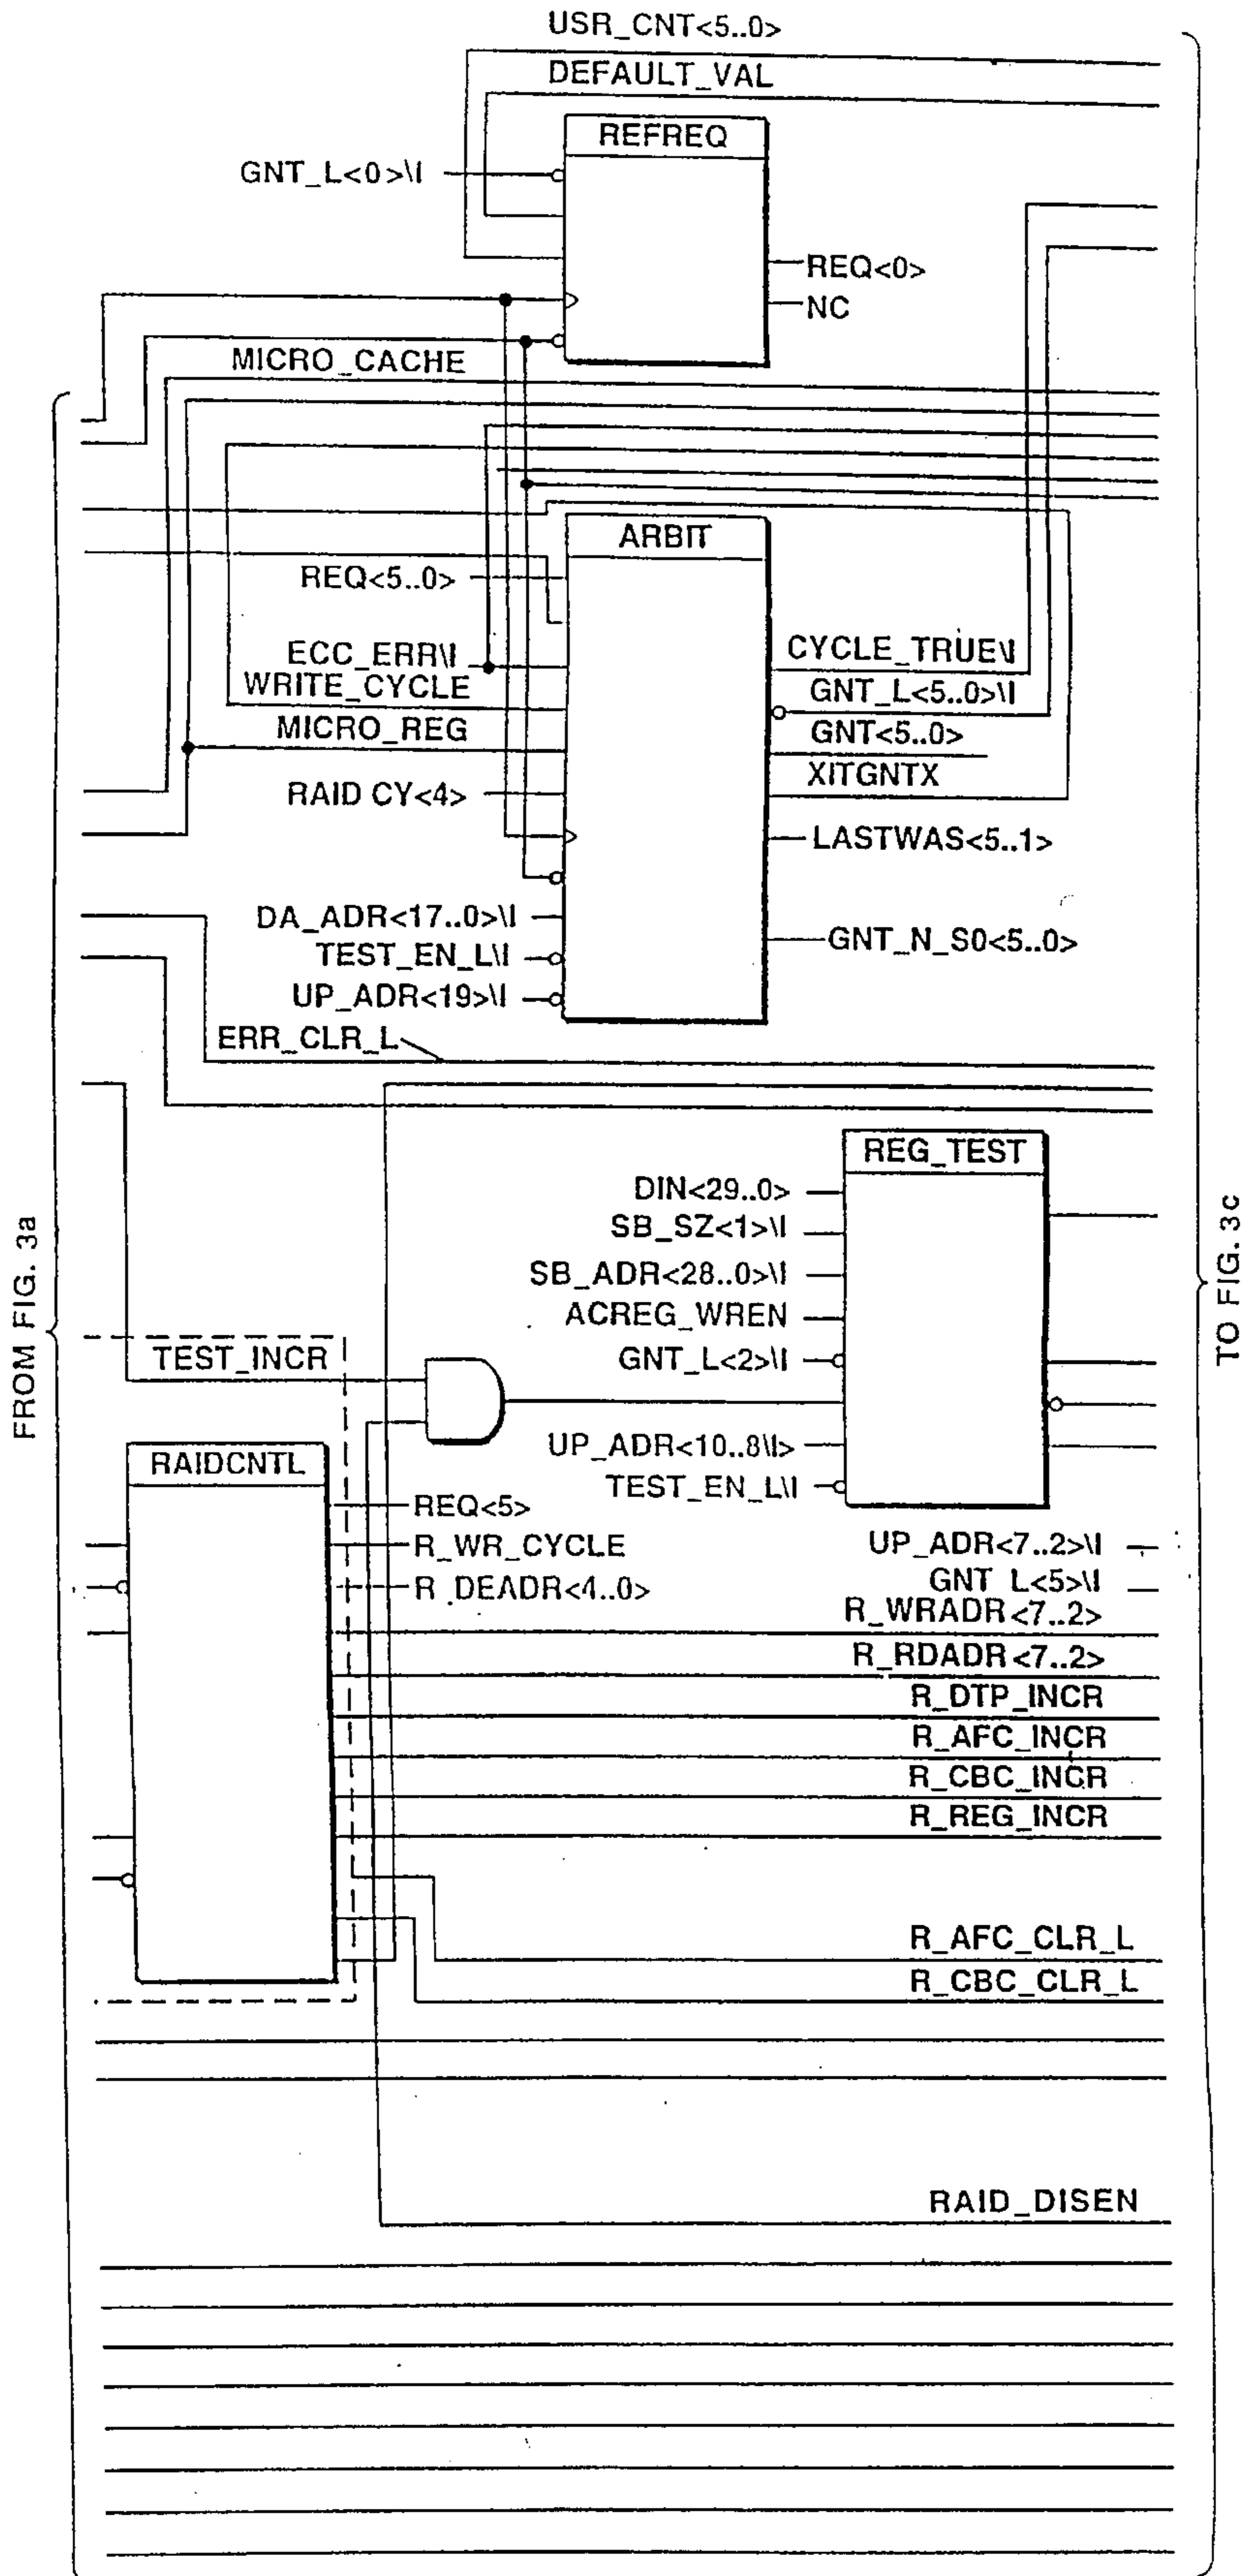 USR_CNT<5..0>
DEFAULT_VAL
REFREQ
GNT_L<0>\I
REQ<0>
NC
MICRO_CACHE
ARBIT
REQ<5..0>
ECC_ERR\I
WRITE_CYCLE
MICRO_REG
RAID CY<4>
CYCLE_TRUE\I
GNT_L<5..0>\I
GNT<5..0>
XITGNTX
LASTWAS<5..1>
DA_ADR<17..0>\I
TEST_EN_L\I
UP_ADR<19>\I
GNT_N_S0<5..0>
ERR_CLR_L
REG_TEST
DIN<29..0>
SB_SZ<1>\I
SB_ADR<28..0>\I
ACREG_WREN
GNT_L<2>\I
TEST_INCR
UP_ADR<10..8\I>
TEST_EN_L\I
FROM FIG. 3a
TO FIG. 3c
RAIDCNTL
REQ<5>
R_WR_CYCLE
R_DEADR<4..0>
UP_ADR<7..2>\I
GNT L<5>\I
R_WRADR<7..2>
R_RDADR<7..2>
R_DTP_INCR
R_AFC_INCR
R_CBC_INCR
R_REG_INCR
R_AFC_CLR_L
R_CBC_CLR_L
RAID_DISEN